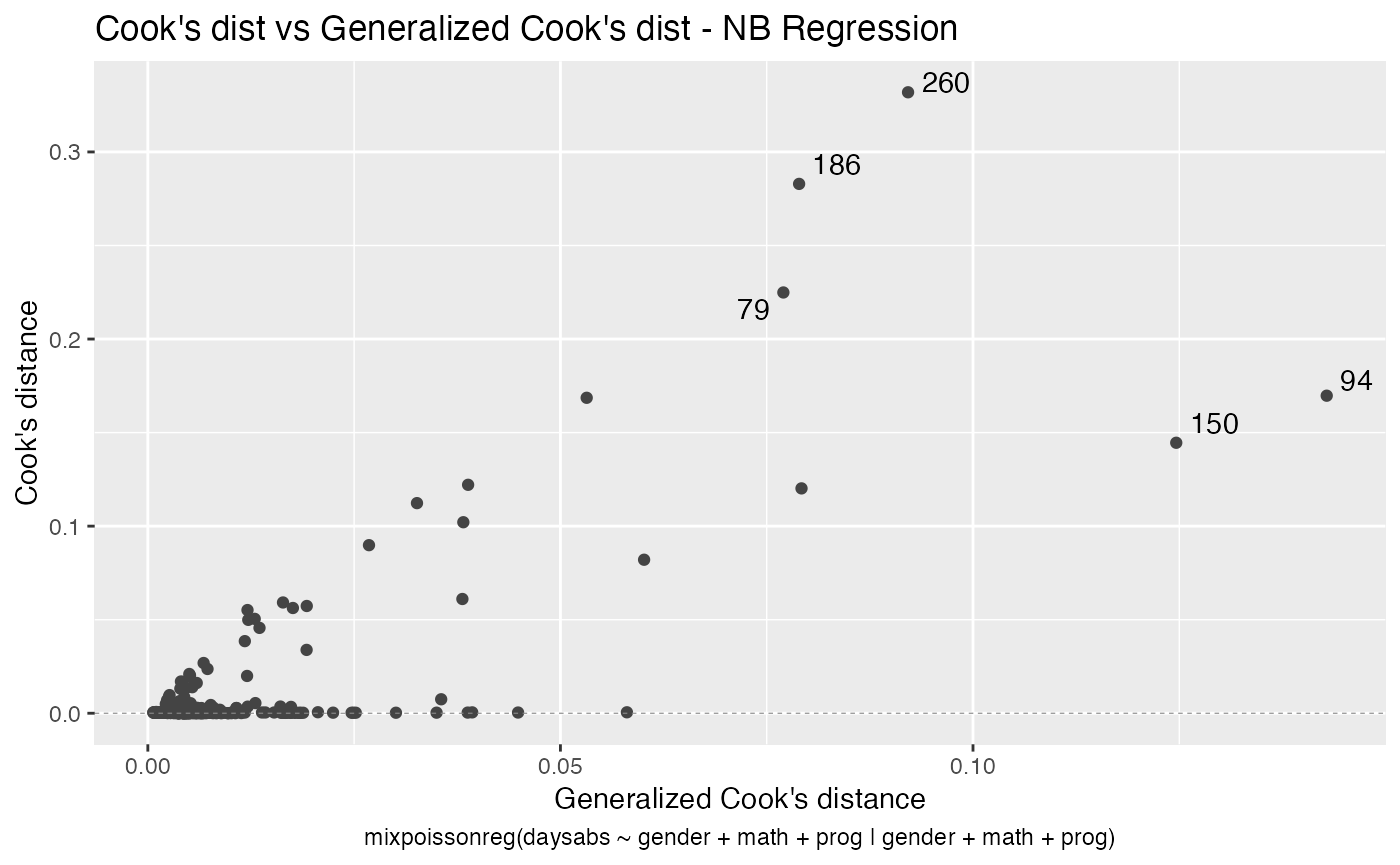 Cook's dist vs Generalized Cook's dist - NB Regression
260
0.3
186
79
0.2
94
150
Cook's distance
0.1
0.0
0.00 0.05 0.10
Generalized Cook's distance
mixpoissonreg(daysabs ~ gender + math + prog | gender + math + prog)